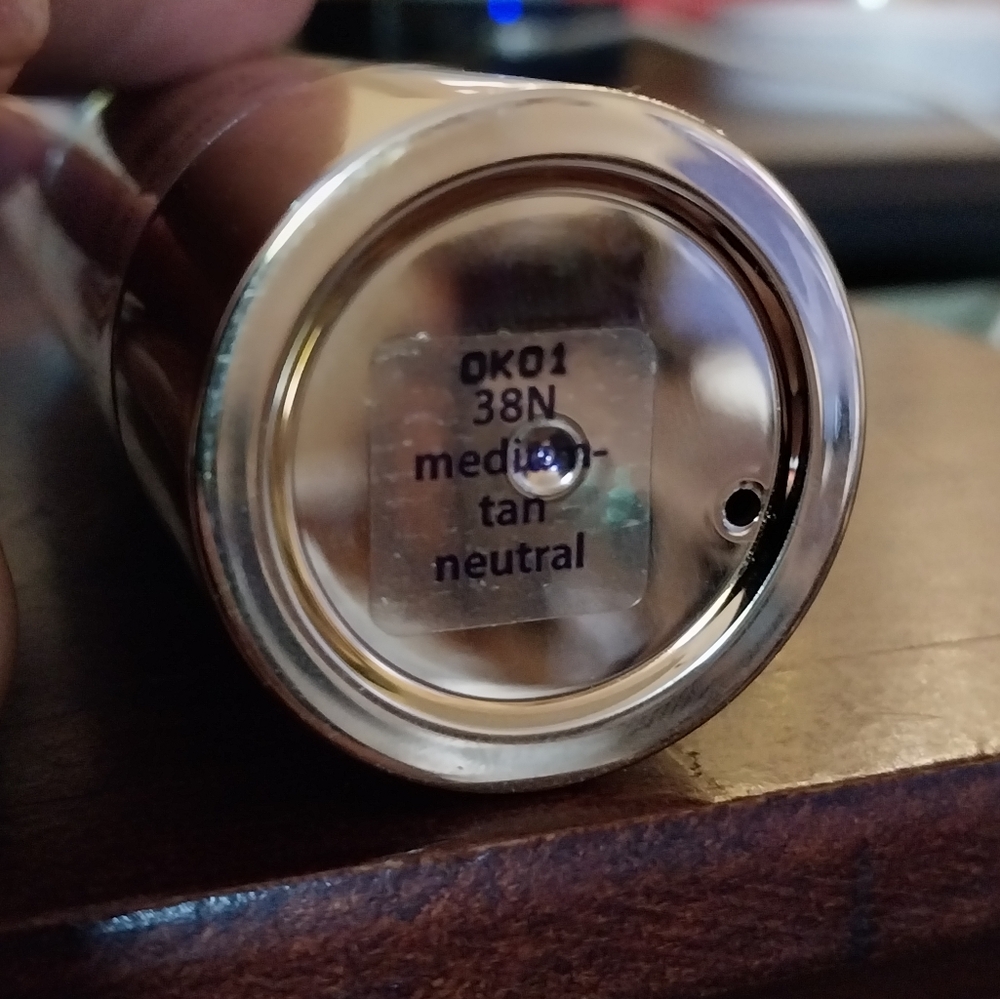 0K01
38N
medium-
tan
neutral